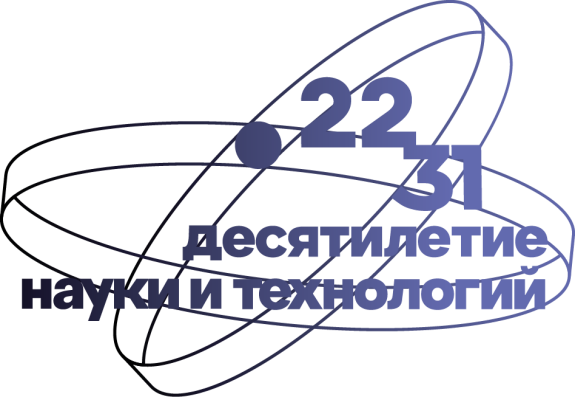 22
31
десятилетие
науки и технологий